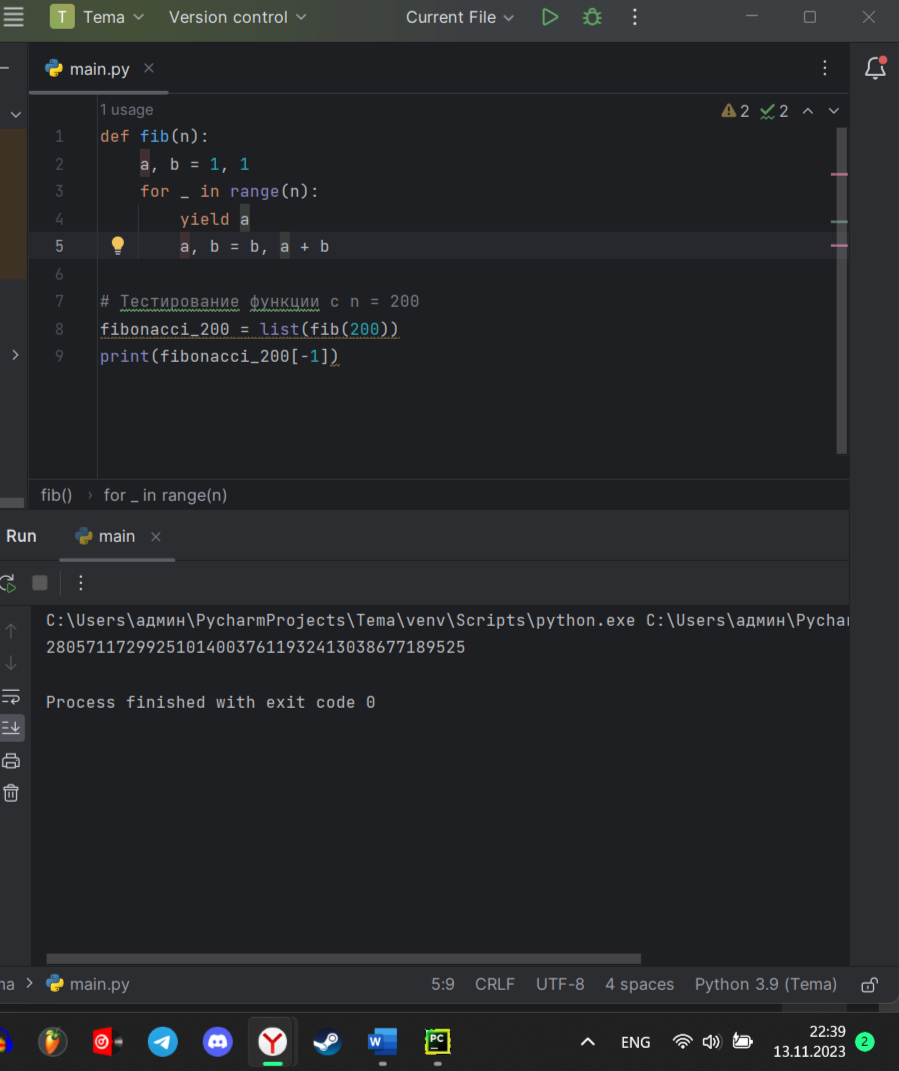 T Tema Version control Current File
main.py
1 usage 2 2
1 def fib(n):
2 a, b = 1, 1
3 for _ in range(n):
4 yield a
5 a, b = b, a + b
6
7 # Тестирование функции с n = 200
8 fibonacci_200 = list(fib(200))
9 print(fibonacci_200[-1])
fib() › for _ in range(n)
Run main
C:\Users\админ\PycharmProjects\Tema\venv\Scripts\python.exe C:\Users\админ\Pychar
280571172992510140037611932413038677189525
Process finished with exit code 0
na > main.py 5:9 CRLF UTF-8 4 spaces Python 3.9 (Tema)
W PC ENG 22:39
13.11.2023 2